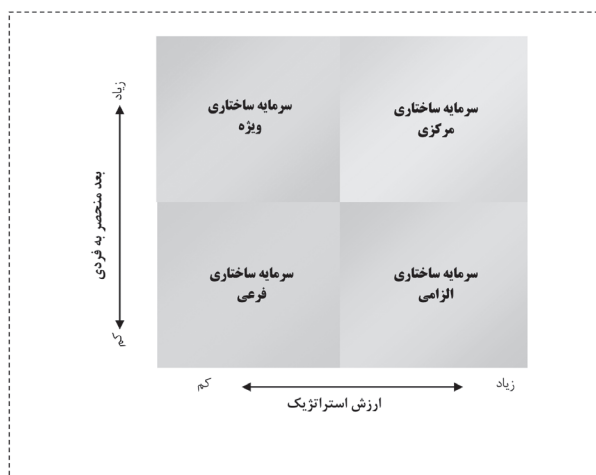 زیاد
سرمایه ساختاری
مرکزی
سرمایه ساختاری
ویژه
بعد منحصر به فردی
سرمایه ساختاری
الزامی
سرمایه ساختاری
فرعی
کم
زیاد
کم
ارزش استراتژیک